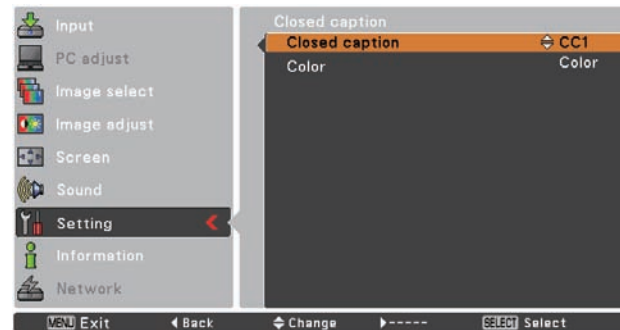 Input
PC adjust
Image select
Image adjust
Screen
Sound
Setting
Information
Network
Closed caption
Closed caption CC1
Color Color
MENU Exit Back Change ----- SELECT Select